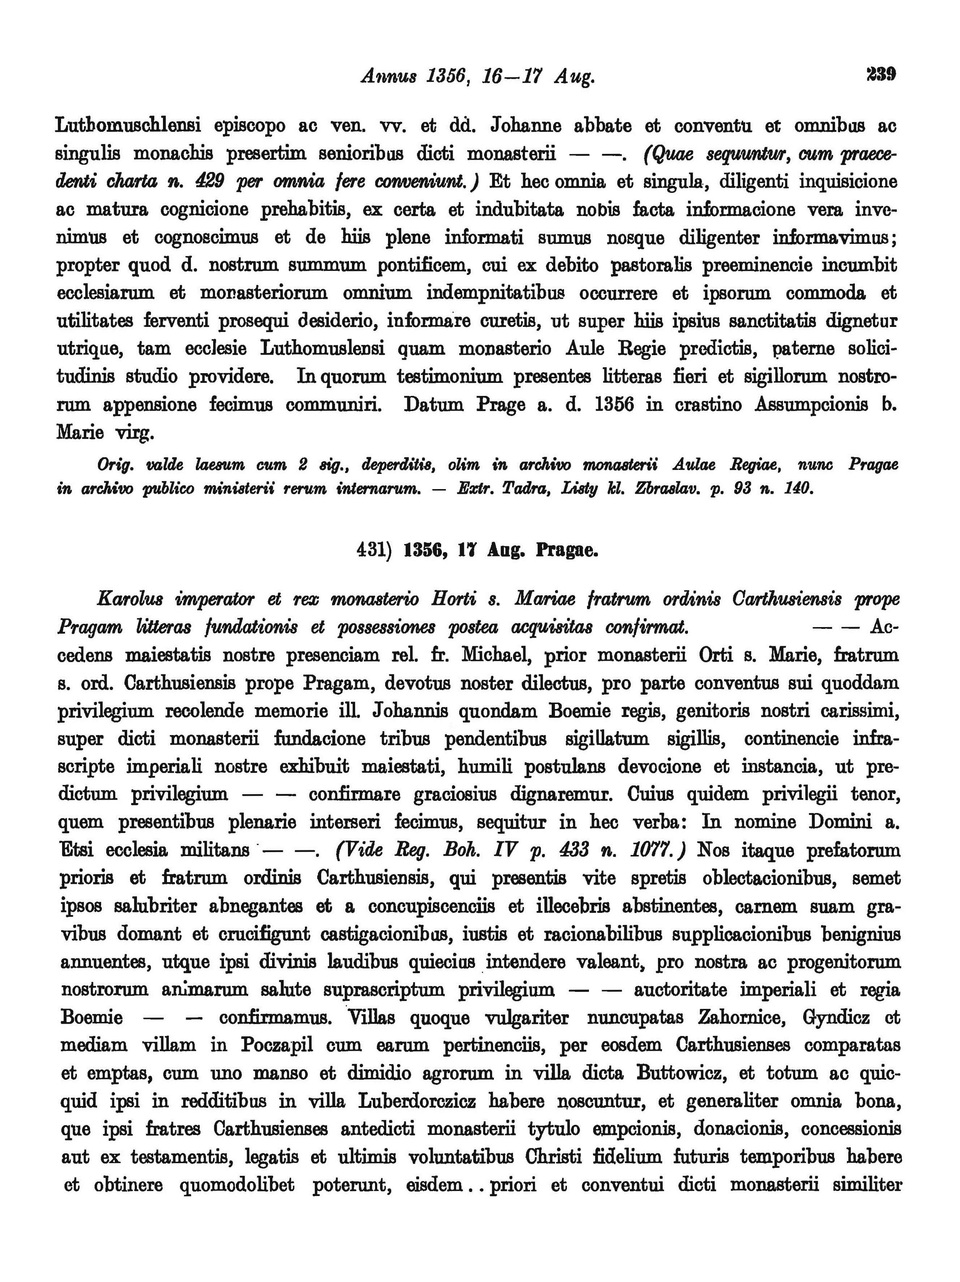 Annus 1356, 16—17 Aug. 239
Luthomuschlensi episcopo ac ven. vv. et dd. Johanne abbate et conventu et omnibus ac
singulis monachis presertim senioribus dicti monasterii — —. (Quae sequuntur, cum praece-
denti charta n. 429 per omnia fere conveniunt.) Et hec omnia et singula, diligenti inquisicione
ac matura cognicione prehabitis, ex certa et indubitata nobis facta informacione vera inve-
nimus et cognoscimus et de hiis plene informati sumus nosque diligenter informavimus;
propter quod d. nostrum summum pontificem, cui ex debito pastoralis preeminencie incumbit
ecclesiarum et monasteriorum omnium indempnitatibus occurrere et ipsorum commoda et
utilitates ferventi prosequi desiderio, informare curetis, ut super hiis ipsius sanctitatis dignetur
utrique, tam ecclesie Luthomuslensi quam monasterio Aule Regie predictis, paterne solici-
tudinis studio providere. In quorum testimonium presentes litteras fieri et sigillorum nostro-
rum appensione fecimus communiri. Datum Prage a. d. 1356 in crastino Assumpcionis b.
Marie virg.
Orig. valde laesum cum 2 sig., deperditis, olim in archivo monasterii Aulae Regiae, nunc Pragae
in archivo publico ministerii rerum internarum. — Extr. Tadra, Listy kl. Zbraslav. p. 93 n. 140.
431) 1356, 17 Aug. Pragae.
Karolus imperator et rex monasterio Horti s. Mariae fratrum ordinis Carthusiensis prope
Pragam litteras fundationis et possessiones postea acquisitas confirmat. — — Ac-
cedens maiestatis nostre presenciam rel. fr. Michael, prior monasterii Orti s. Marie, fratrum
s. ord. Carthusiensis prope Pragam, devotus noster dilectus, pro parte conventus sui quoddam
privilegium recolende memorie ill. Johannis quondam Boemie regis, genitoris nostri carissimi,
super dicti monasterii fundacione tribus pendentibus sigillatum sigillis, continencie infra-
scripte imperiali nostre exhibuit maiestati, humili postulans devocione et instancia, ut pre-
dictum privilegium — — confirmare graciosius dignaremur. Cuius quidem privilegii tenor,
quem presentibus plenarie interseri fecimus, sequitur in hec verba: In nomine Domini a.
Etsi ecclesia militans — —. (Vide Reg. Boh. IV p. 433 n. 1077.) Nos itaque prefatorum
prioris et fratrum ordinis Carthusiensis, qui presentis vite spretis oblectacionibus, semet
ipsos salubriter abnegantes et a concupiscenciis et illecebris abstinentes, carnem suam gra-
vibus domant et crucifigunt castigacionibus, iustis et racionabilibus supplicacionibus benignius
annuentes, utque ipsi divinis laudibus quiecius intendere valeant, pro nostra ac progenitorum
nostrorum animarum salute suprascriptum privilegium — — auctoritate imperiali et regia
Boemie — — confirmamus. Villas quoque vulgariter nuncupatas Zahornice, Gyndicz et
mediam villam in Poczapil cum earum pertinenciis, per eosdem Carthusienses comparatas
et emptas, cum uno manso et dimidio agrorum in villa dicta Buttowicz, et totum ac quic-
quid ipsi in redditibus in villa Luberdorczicz habere noscuntur, et generaliter omnia bona,
que ipsi fratres Carthusienses antedicti monasterii tytulo empcionis, donacionis, concessionis
aut ex testamentis, legatis et ultimis voluntatibus Christi fidelium futuris temporibus habere
et obtinere quomodolibet poterunt, eisdem . . priori et conventui dicti monasterii similiter